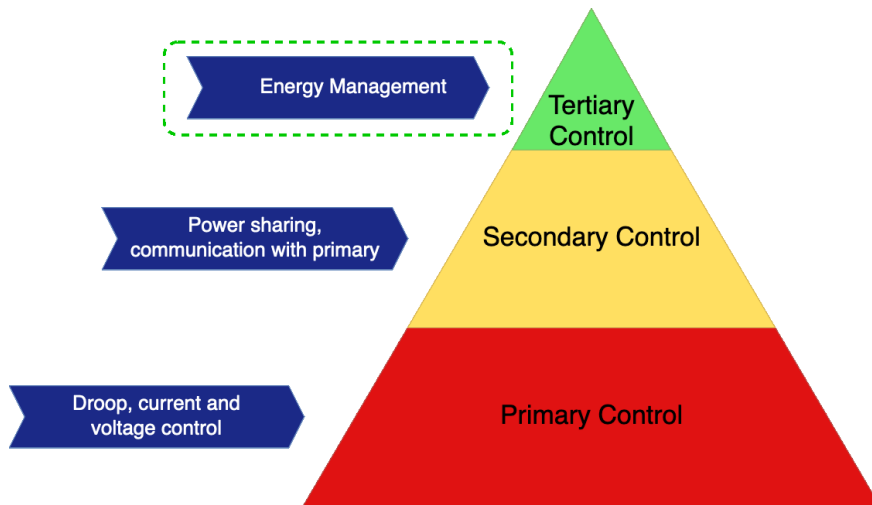 Energy Management
Tertiary
Control
Power sharing,
communication with primary
Secondary Control
Droop, current and
voltage control
Primary Control